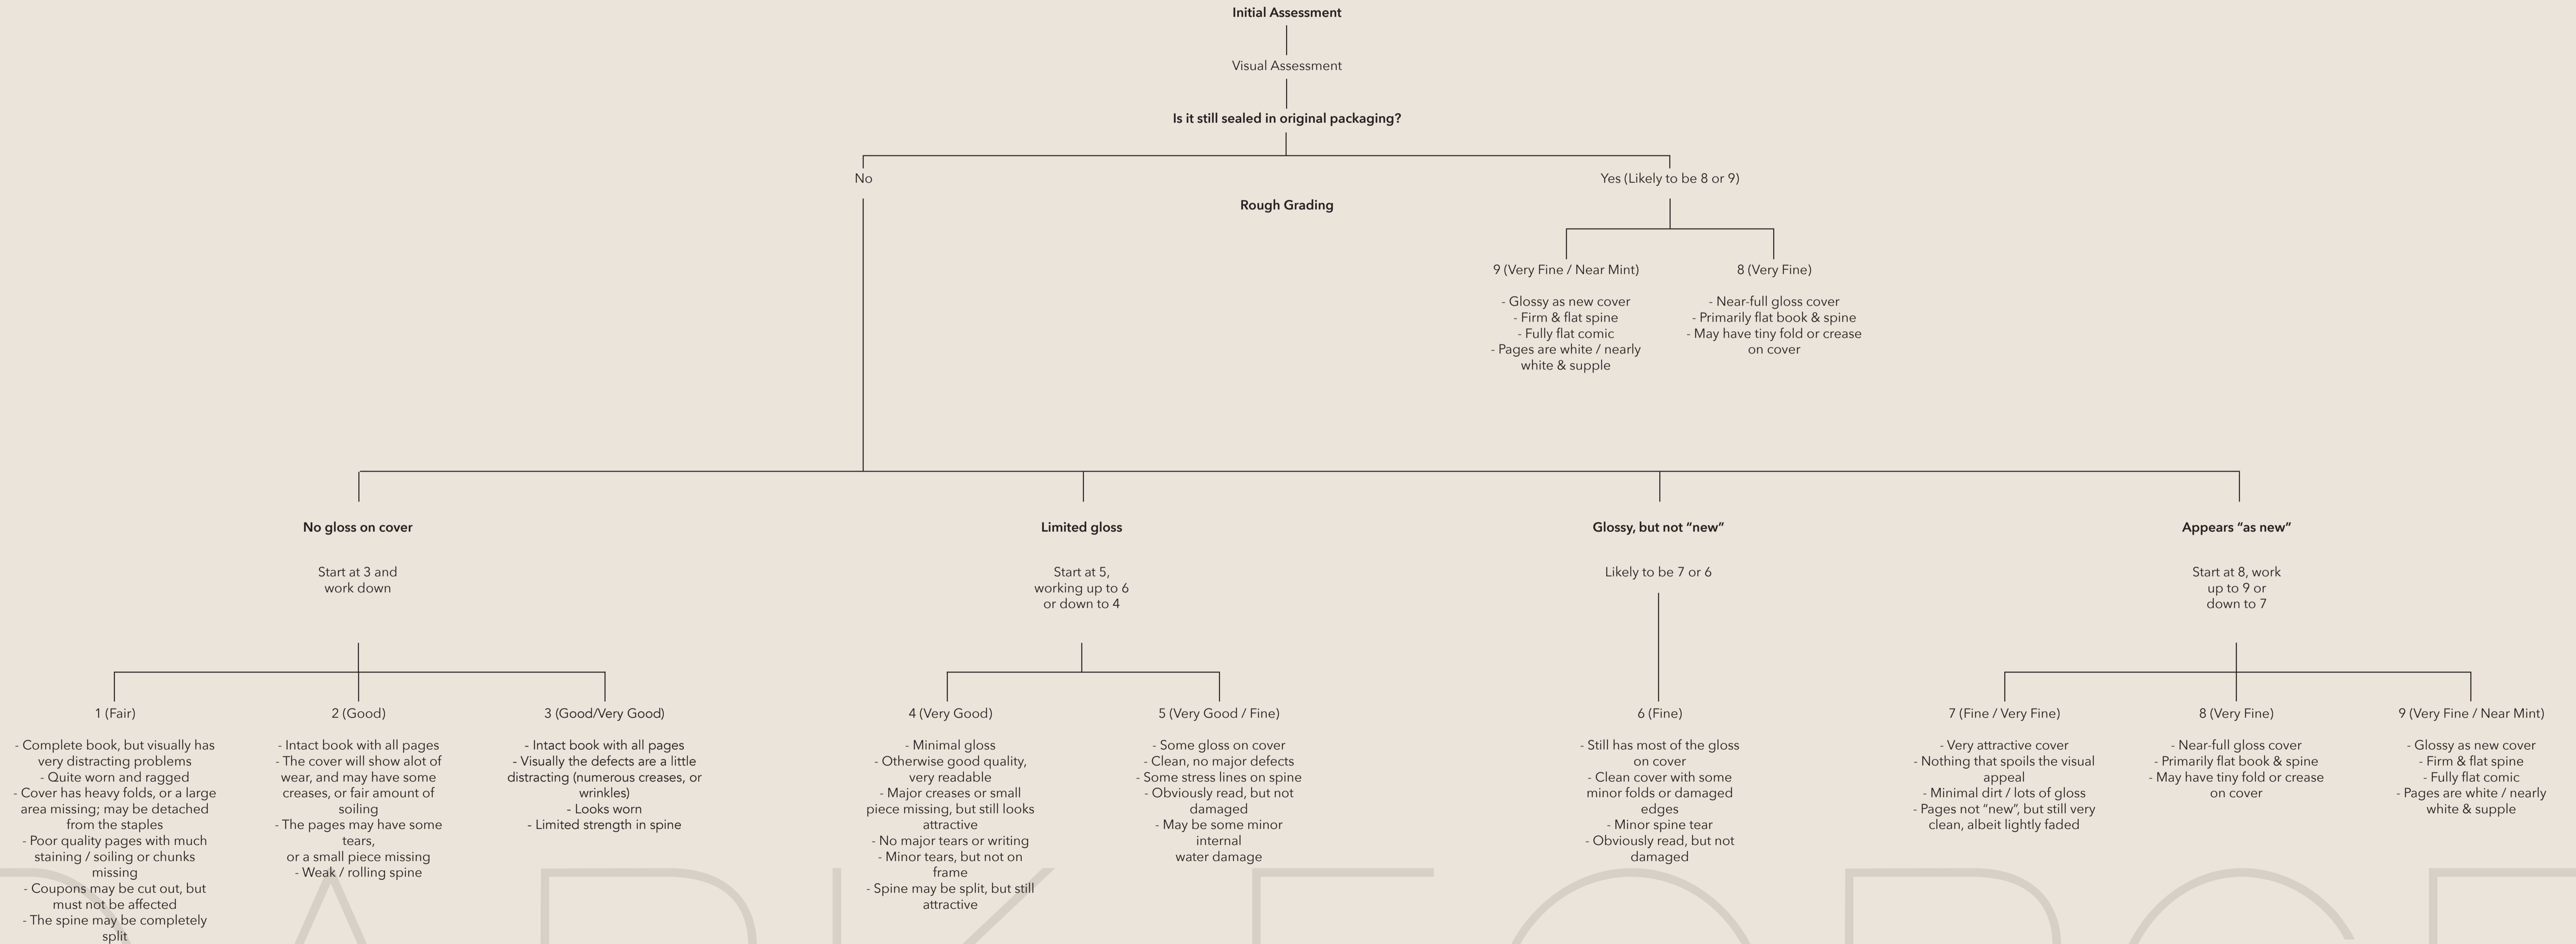 Initial Assessment
Visual Assessment
Is it still sealed in original packaging?
No
Yes (Likely to be 8 or 9)
Rough Grading
9 (Very Fine / Near Mint)
- Glossy as new cover
- Firm & flat spine
- Fully flat comic
- Pages are white / nearly
white & supple
8 (Very Fine)
- Near-full gloss cover
- Primarily flat book & spine
- May have tiny fold or crease
on cover
No gloss on cover
Start at 3 and
work down
Limited gloss
Start at 5,
working up to 6
or down to 4
Glossy, but not “new”
Likely to be 7 or 6
Appears “as new”
Start at 8, work
up to 9 or
down to 7
1 (Fair)
- Complete book, but visually has
very distracting problems
- Quite worn and ragged
- Cover has heavy folds, or a large
area missing; may be detached
from the staples
- Poor quality pages with much
staining / soiling or chunks
missing
- Coupons may be cut out, but
must not be affected
- The spine may be completely
split
2 (Good)
- Intact book with all pages
- The cover will show alot of
wear, and may have some
creases, or fair amount of
soiling
- The pages may have some
tears,
or a small piece missing
- Weak / rolling spine
3 (Good/Very Good)
- Intact book with all pages
- Visually the defects are a little
distracting (numerous creases, or
wrinkles)
- Looks worn
- Limited strength in spine
4 (Very Good)
- Minimal gloss
- Otherwise good quality,
very readable
- Major creases or small
piece missing, but still looks
attractive
- No major tears or writing
- Minor tears, but not on
frame
- Spine may be split, but still
attractive
5 (Very Good / Fine)
- Some gloss on cover
- Clean, no major defects
- Some stress lines on spine
- Obviously read, but not
damaged
- May be some minor
internal
water damage
6 (Fine)
- Still has most of the gloss
on cover
- Clean cover with some
minor folds or damaged
edges
- Minor spine tear
- Obviously read, but not
damaged
7 (Fine / Very Fine)
- Very attractive cover
- Nothing that spoils the visual
appeal
- Minimal dirt / lots of gloss
- Pages not “new”, but still very
clean, albeit lightly faded
8 (Very Fine)
- Near-full gloss cover
- Primarily flat book & spine
- May have tiny fold or crease
on cover
9 (Very Fine / Near Mint)
- Glossy as new cover
- Firm & flat spine
- Fully flat comic
- Pages are white / nearly
white & supple
DARK FORCE